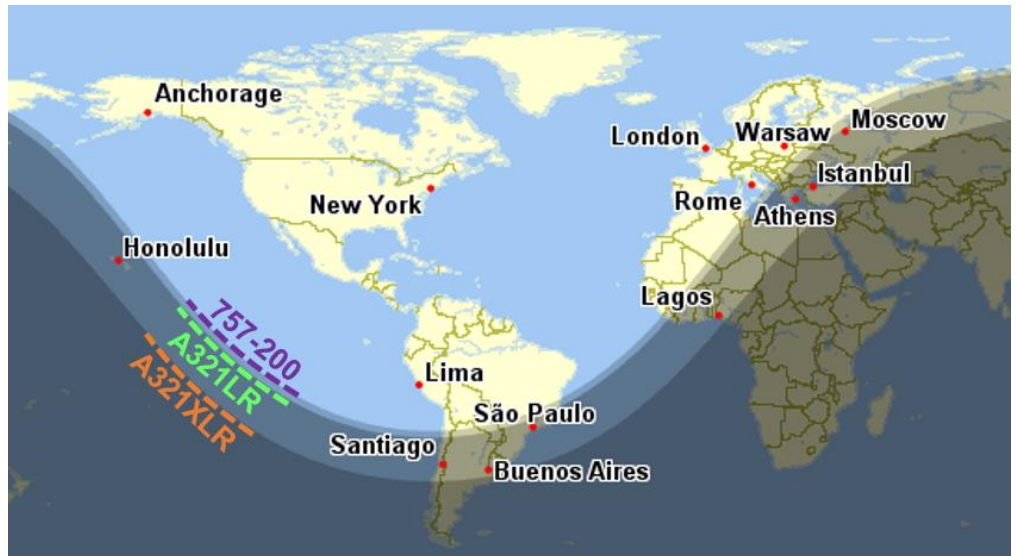 Anchorage
London
Warsaw
Moscow
Istanbul
New York
Rome
Athens
Honolulu
Lagos
757-200
A321LR
A321XLR
Lima
São Paulo
Santiago
Buenos Aires